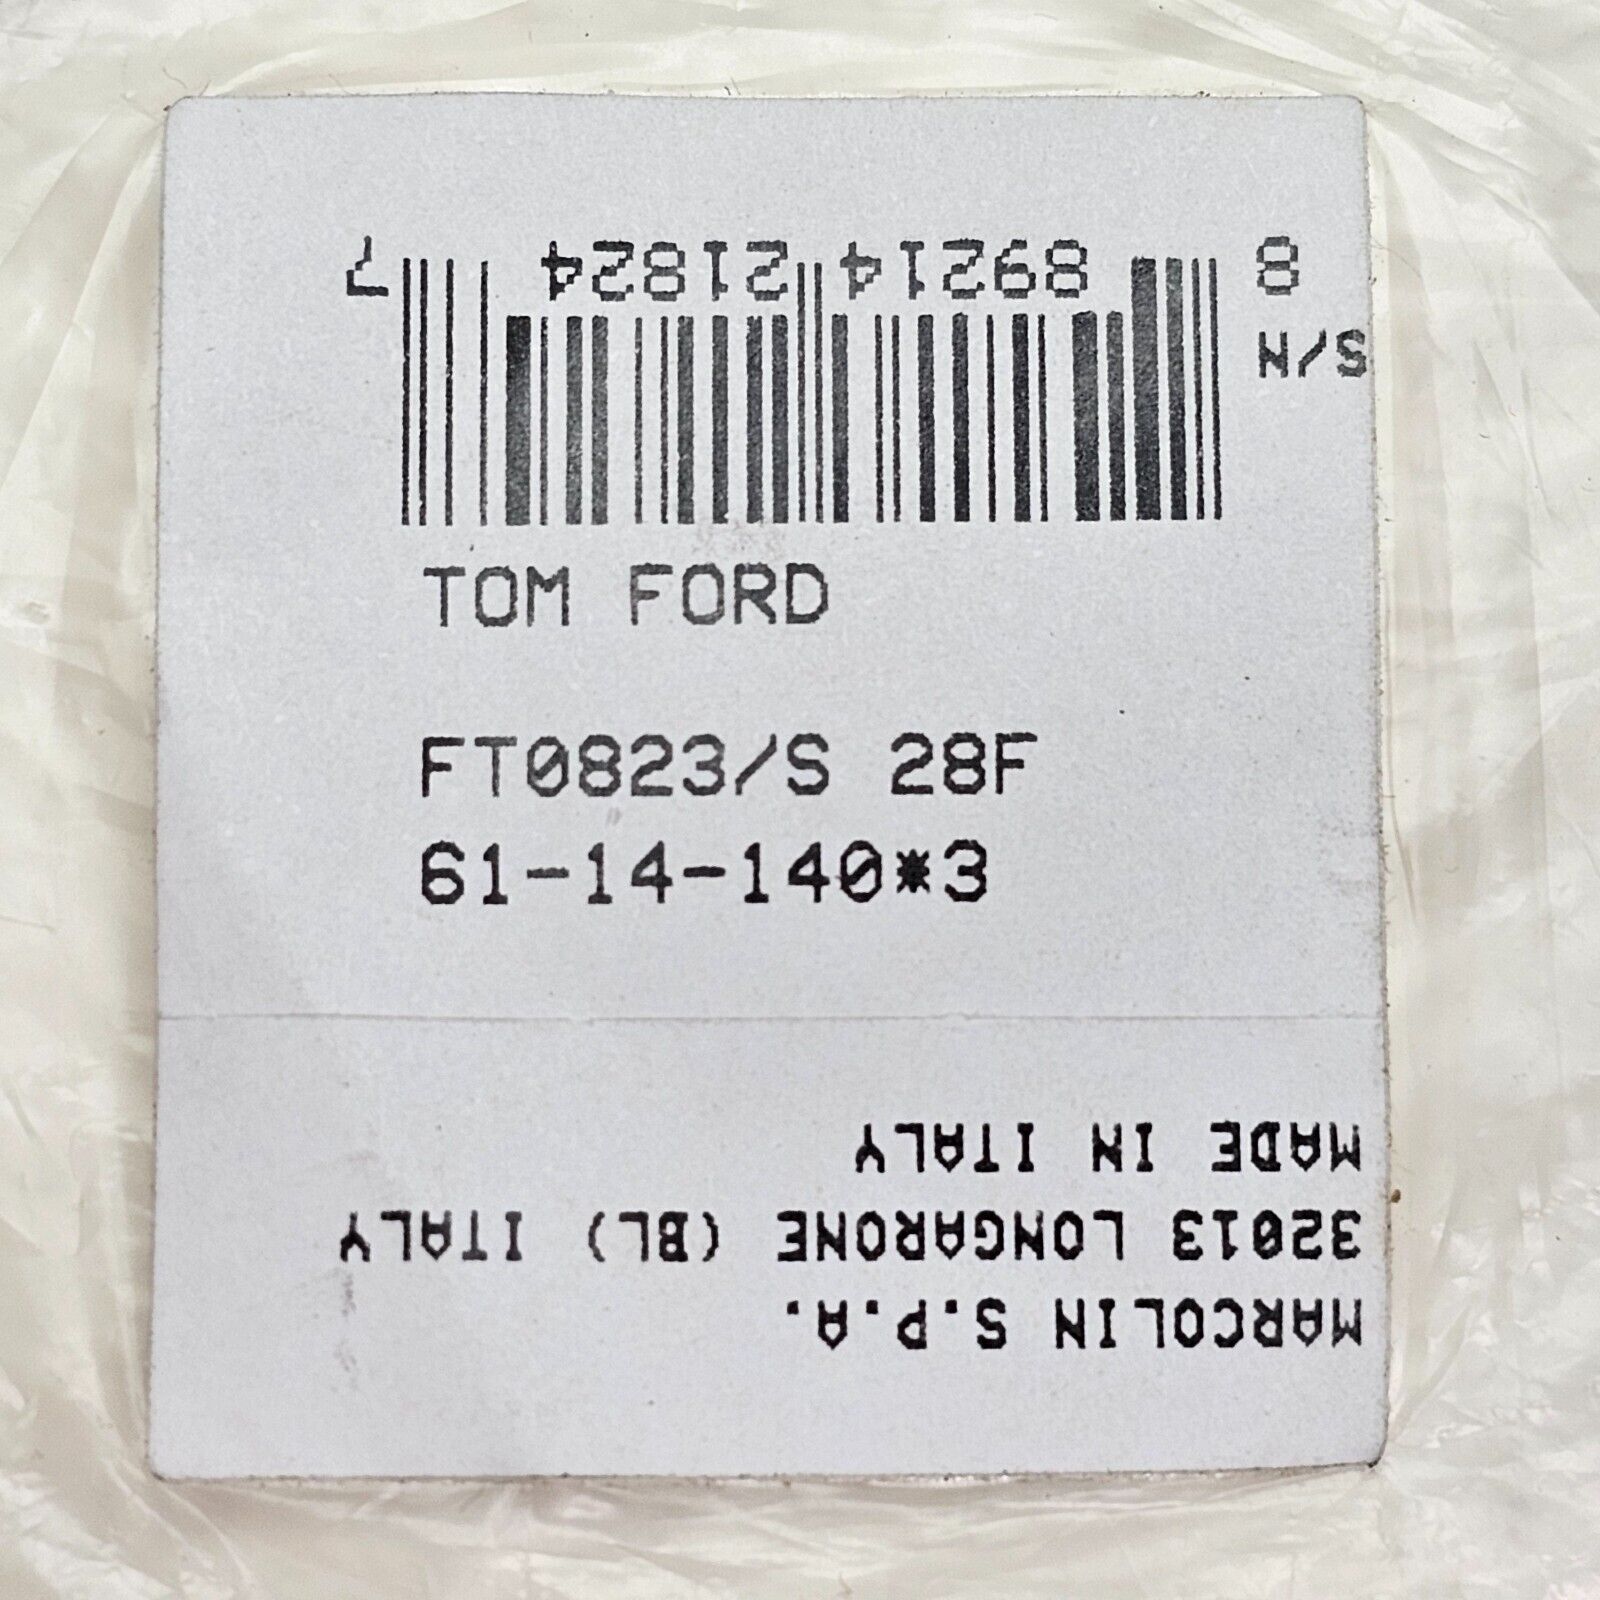 8 89214 21824 7
S/N
TOM FORD
FT0823/S 28F
61-14-140*3
MARCOLIN S.P.A.
32013 LONGARONE (BL) ITALY
MADE IN ITALY